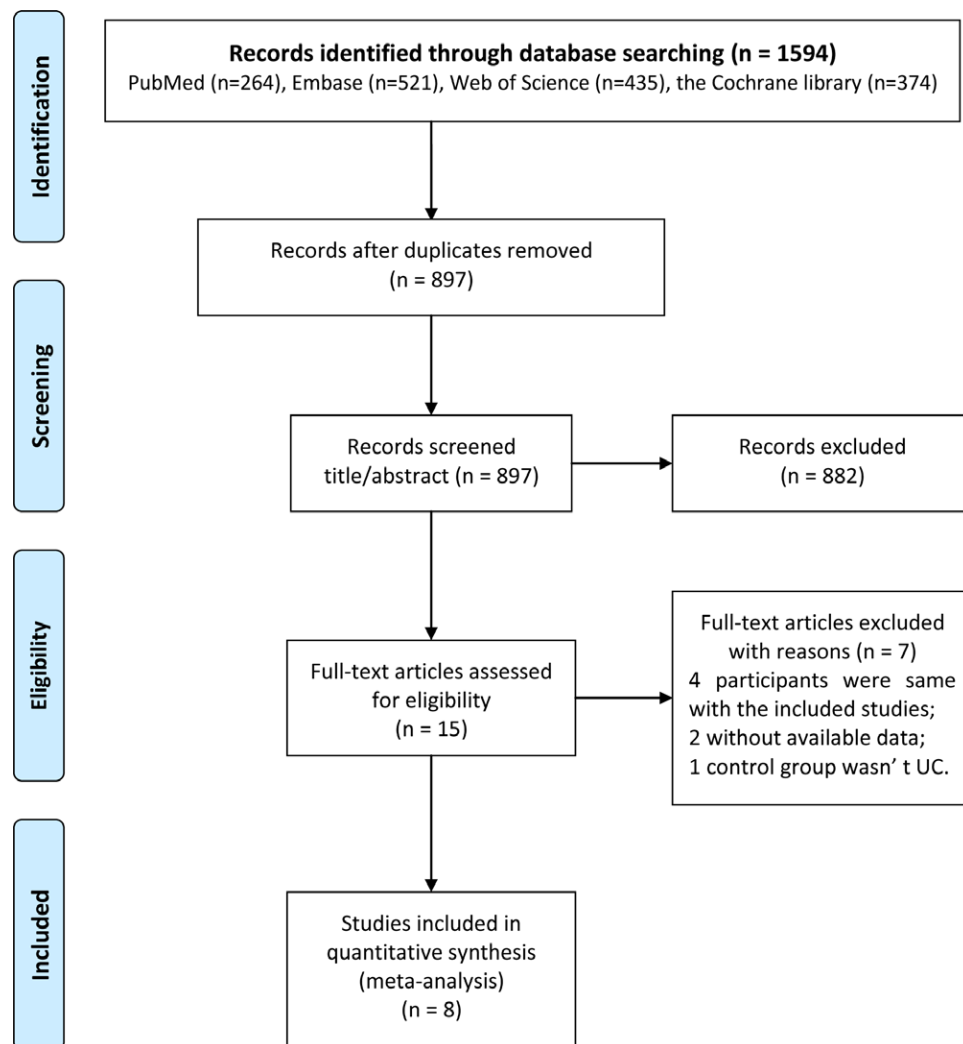 Identification
Records identified through database searching (n = 1594)
PubMed (n=264), Embase (n=521), Web of Science (n=435), the Cochrane library (n=374)
Records after duplicates removed
(n = 897)
Screening
Records screened
title/abstract (n = 897)
Records excluded
(n = 882)
Eligibility
Full-text articles assessed
for eligibility
(n = 15)
Full-text articles excluded
with reasons (n = 7)
4 participants were same
with the included studies;
2 without available data;
1 control group wasn’ t UC.
Included
Studies included in
quantitative synthesis
(meta-analysis)
(n = 8)